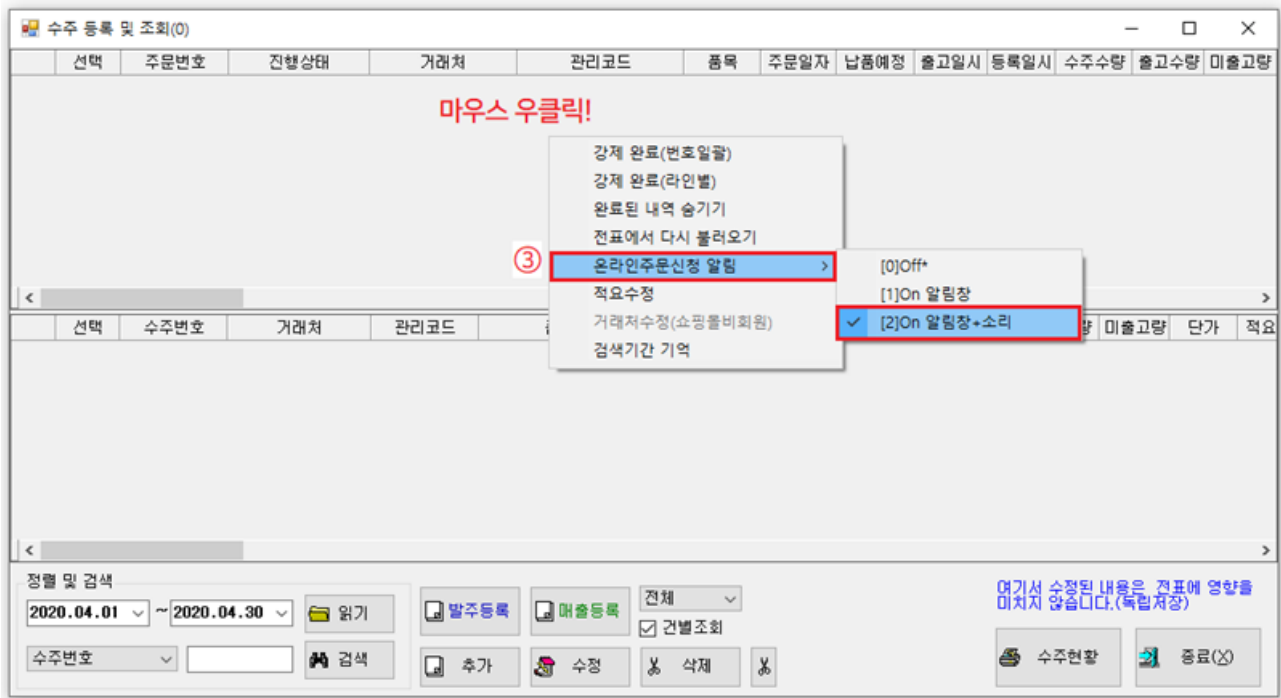 수주 등록 및 조회(0)
선택 주문번호 진행상태 거래처 관리코드 품목 주문일자 납품예정 출고일시 등록일시 수주수량 출고수량 미출고량
마우스 우클릭!
강제 완료(번호일괄)
강제 완료(라인별)
완료된 내역 숨기기
전표에서 다시 불러오기
③ 온라인주문신청 알림 >
[0]Off*
적요수정
[1]On 알림창
거래처수정(쇼핑몰비회원)
[2]On 알림창+소리
검색기간 기억
선택 수주번호 거래처 관리코드 미출고량 단가 적요
정렬 및 검색
2020.04.01 ~ 2020.04.30 읽기
발주등록 매출등록 전체
건별조회
여기서 수정된 내용은 전표에 영향을
미치지 않습니다.(독립저장)
수주번호 검색
추가 수정 삭제
수주현황 종료(X)